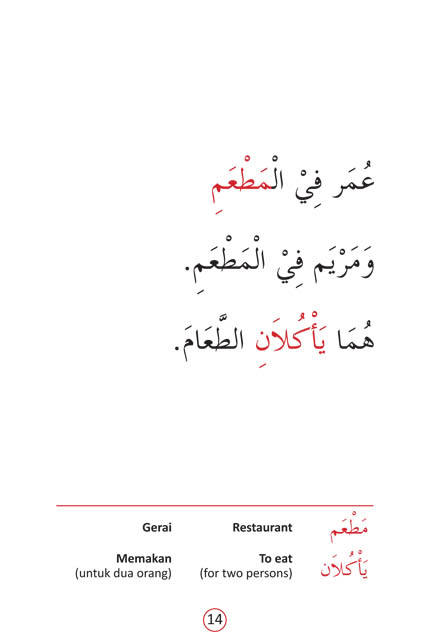 عُمَر فِيْ الْمَطْعَمِ
وَمَرْيَم فِيْ الْمَطْعَمِ.
هُمَا يَأْكُلاَنِ الطَّعَامَ.
Gerai Restaurant مَطْعَم
Memakan To eat يَأْكُلاَن
(untuk dua orang) (for two persons)
14